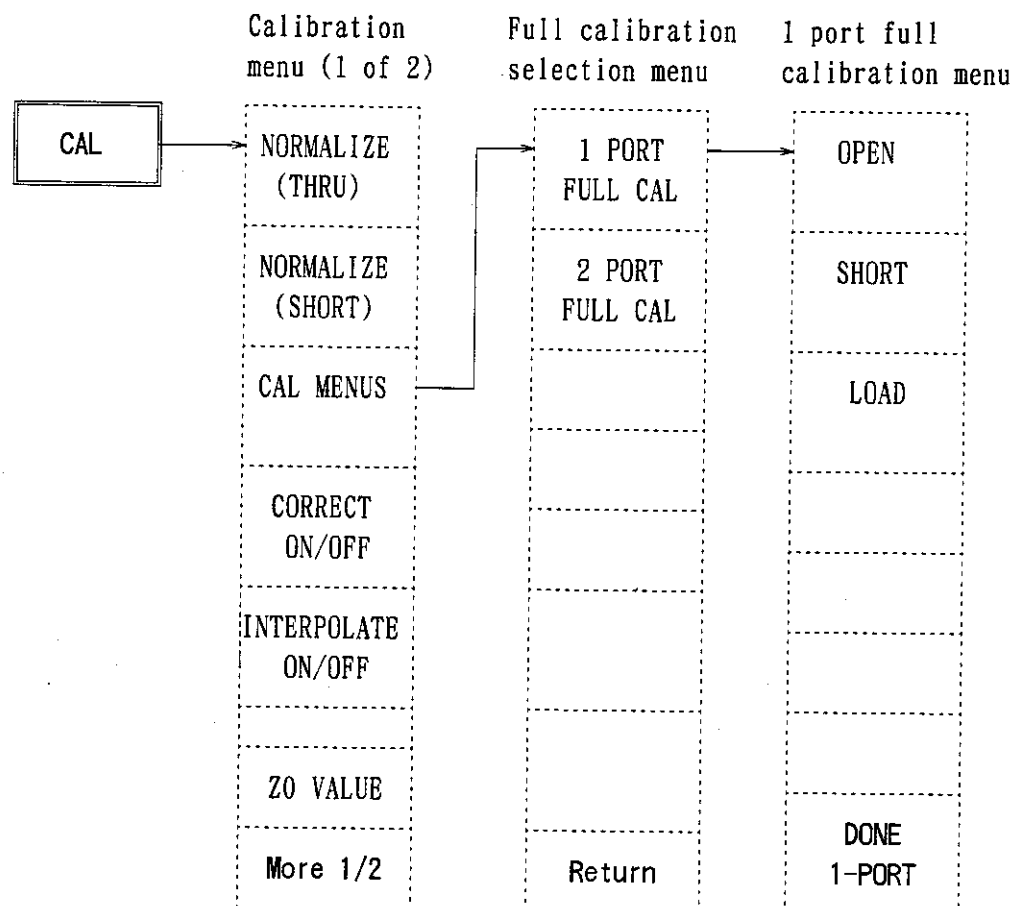 Calibration
menu (1 of 2)
Full calibration
selection menu
1 port full
calibration menu
CAL
NORMALIZE
(THRU)
NORMALIZE
(SHORT)
CAL MENUS
CORRECT
ON/OFF
INTERPOLATE
ON/OFF
ZO VALUE
More 1/2
1 PORT
FULL CAL
2 PORT
FULL CAL
Return
OPEN
SHORT
LOAD
DONE
1-PORT